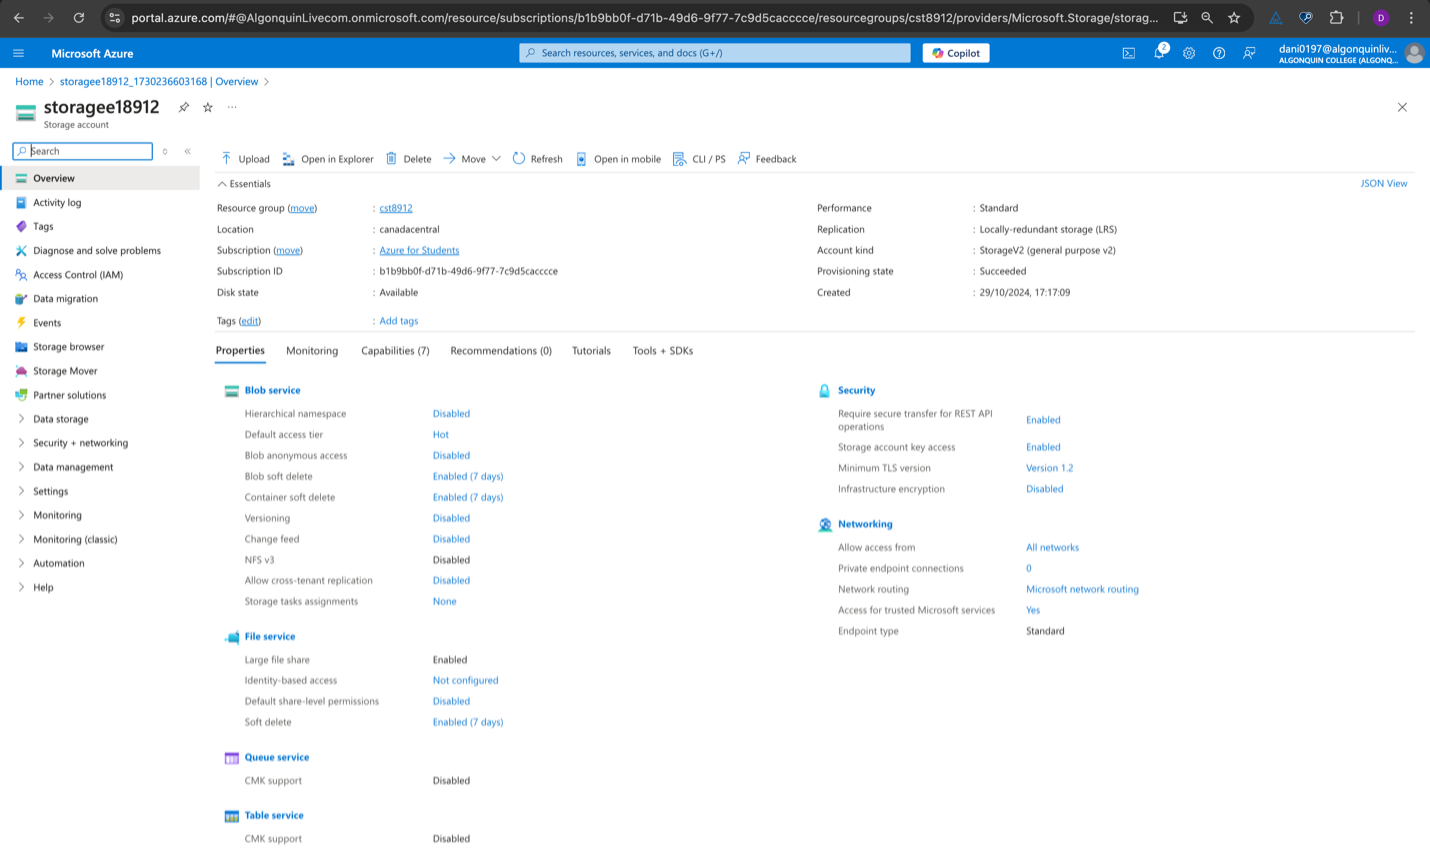 portal.azure.com/#@AlgonquinLivecom.onmicrosoft.com/resource/subscriptions/b1b9bb0f-d71b-49d6-9f77-7c9d5cacccce/resourcegroups/cst8912/providers/Microsoft.Storage/storag...
D
Microsoft Azure
Search resources, services, and docs (G+/)
Copilot
2
dani0197@algonquinliv...
ALGONQUIN COLLEGE (ALGONQ...
Home > storagee18912_1730236603168 | Overview >
storagee18912
Storage account
Search
Overview
Activity log
Tags
Diagnose and solve problems
Access Control (IAM)
Data migration
Events
Storage browser
Storage Mover
Partner solutions
Data storage
Security + networking
Data management
Settings
Monitoring
Monitoring (classic)
Automation
Help
Upload Open in Explorer Delete Move Refresh Open in mobile CLI / PS Feedback
Essentials
JSON View
Resource group (move) : cst8912
Location : canadacentral
Subscription (move) : Azure for Students
Subscription ID : b1b9bb0f-d71b-49d6-9f77-7c9d5cacccce
Disk state : Available
Tags (edit) : Add tags
Performance : Standard
Replication : Locally-redundant storage (LRS)
Account kind : StorageV2 (general purpose v2)
Provisioning state : Succeeded
Created : 29/10/2024, 17:17:09
Properties Monitoring Capabilities (7) Recommendations (0) Tutorials Tools + SDKs
Blob service
Hierarchical namespace Disabled
Default access tier Hot
Blob anonymous access Disabled
Blob soft delete Enabled (7 days)
Container soft delete Enabled (7 days)
Versioning Disabled
Change feed Disabled
NFS v3 Disabled
Allow cross-tenant replication Disabled
Storage tasks assignments None
File service
Large file share Enabled
Identity-based access Not configured
Default share-level permissions Disabled
Soft delete Enabled (7 days)
Queue service
CMK support Disabled
Table service
CMK support Disabled
Security
Require secure transfer for REST API
operations Enabled
Storage account key access Enabled
Minimum TLS version Version 1.2
Infrastructure encryption Disabled
Networking
Allow access from All networks
Private endpoint connections 0
Network routing Microsoft network routing
Access for trusted Microsoft services Yes
Endpoint type Standard